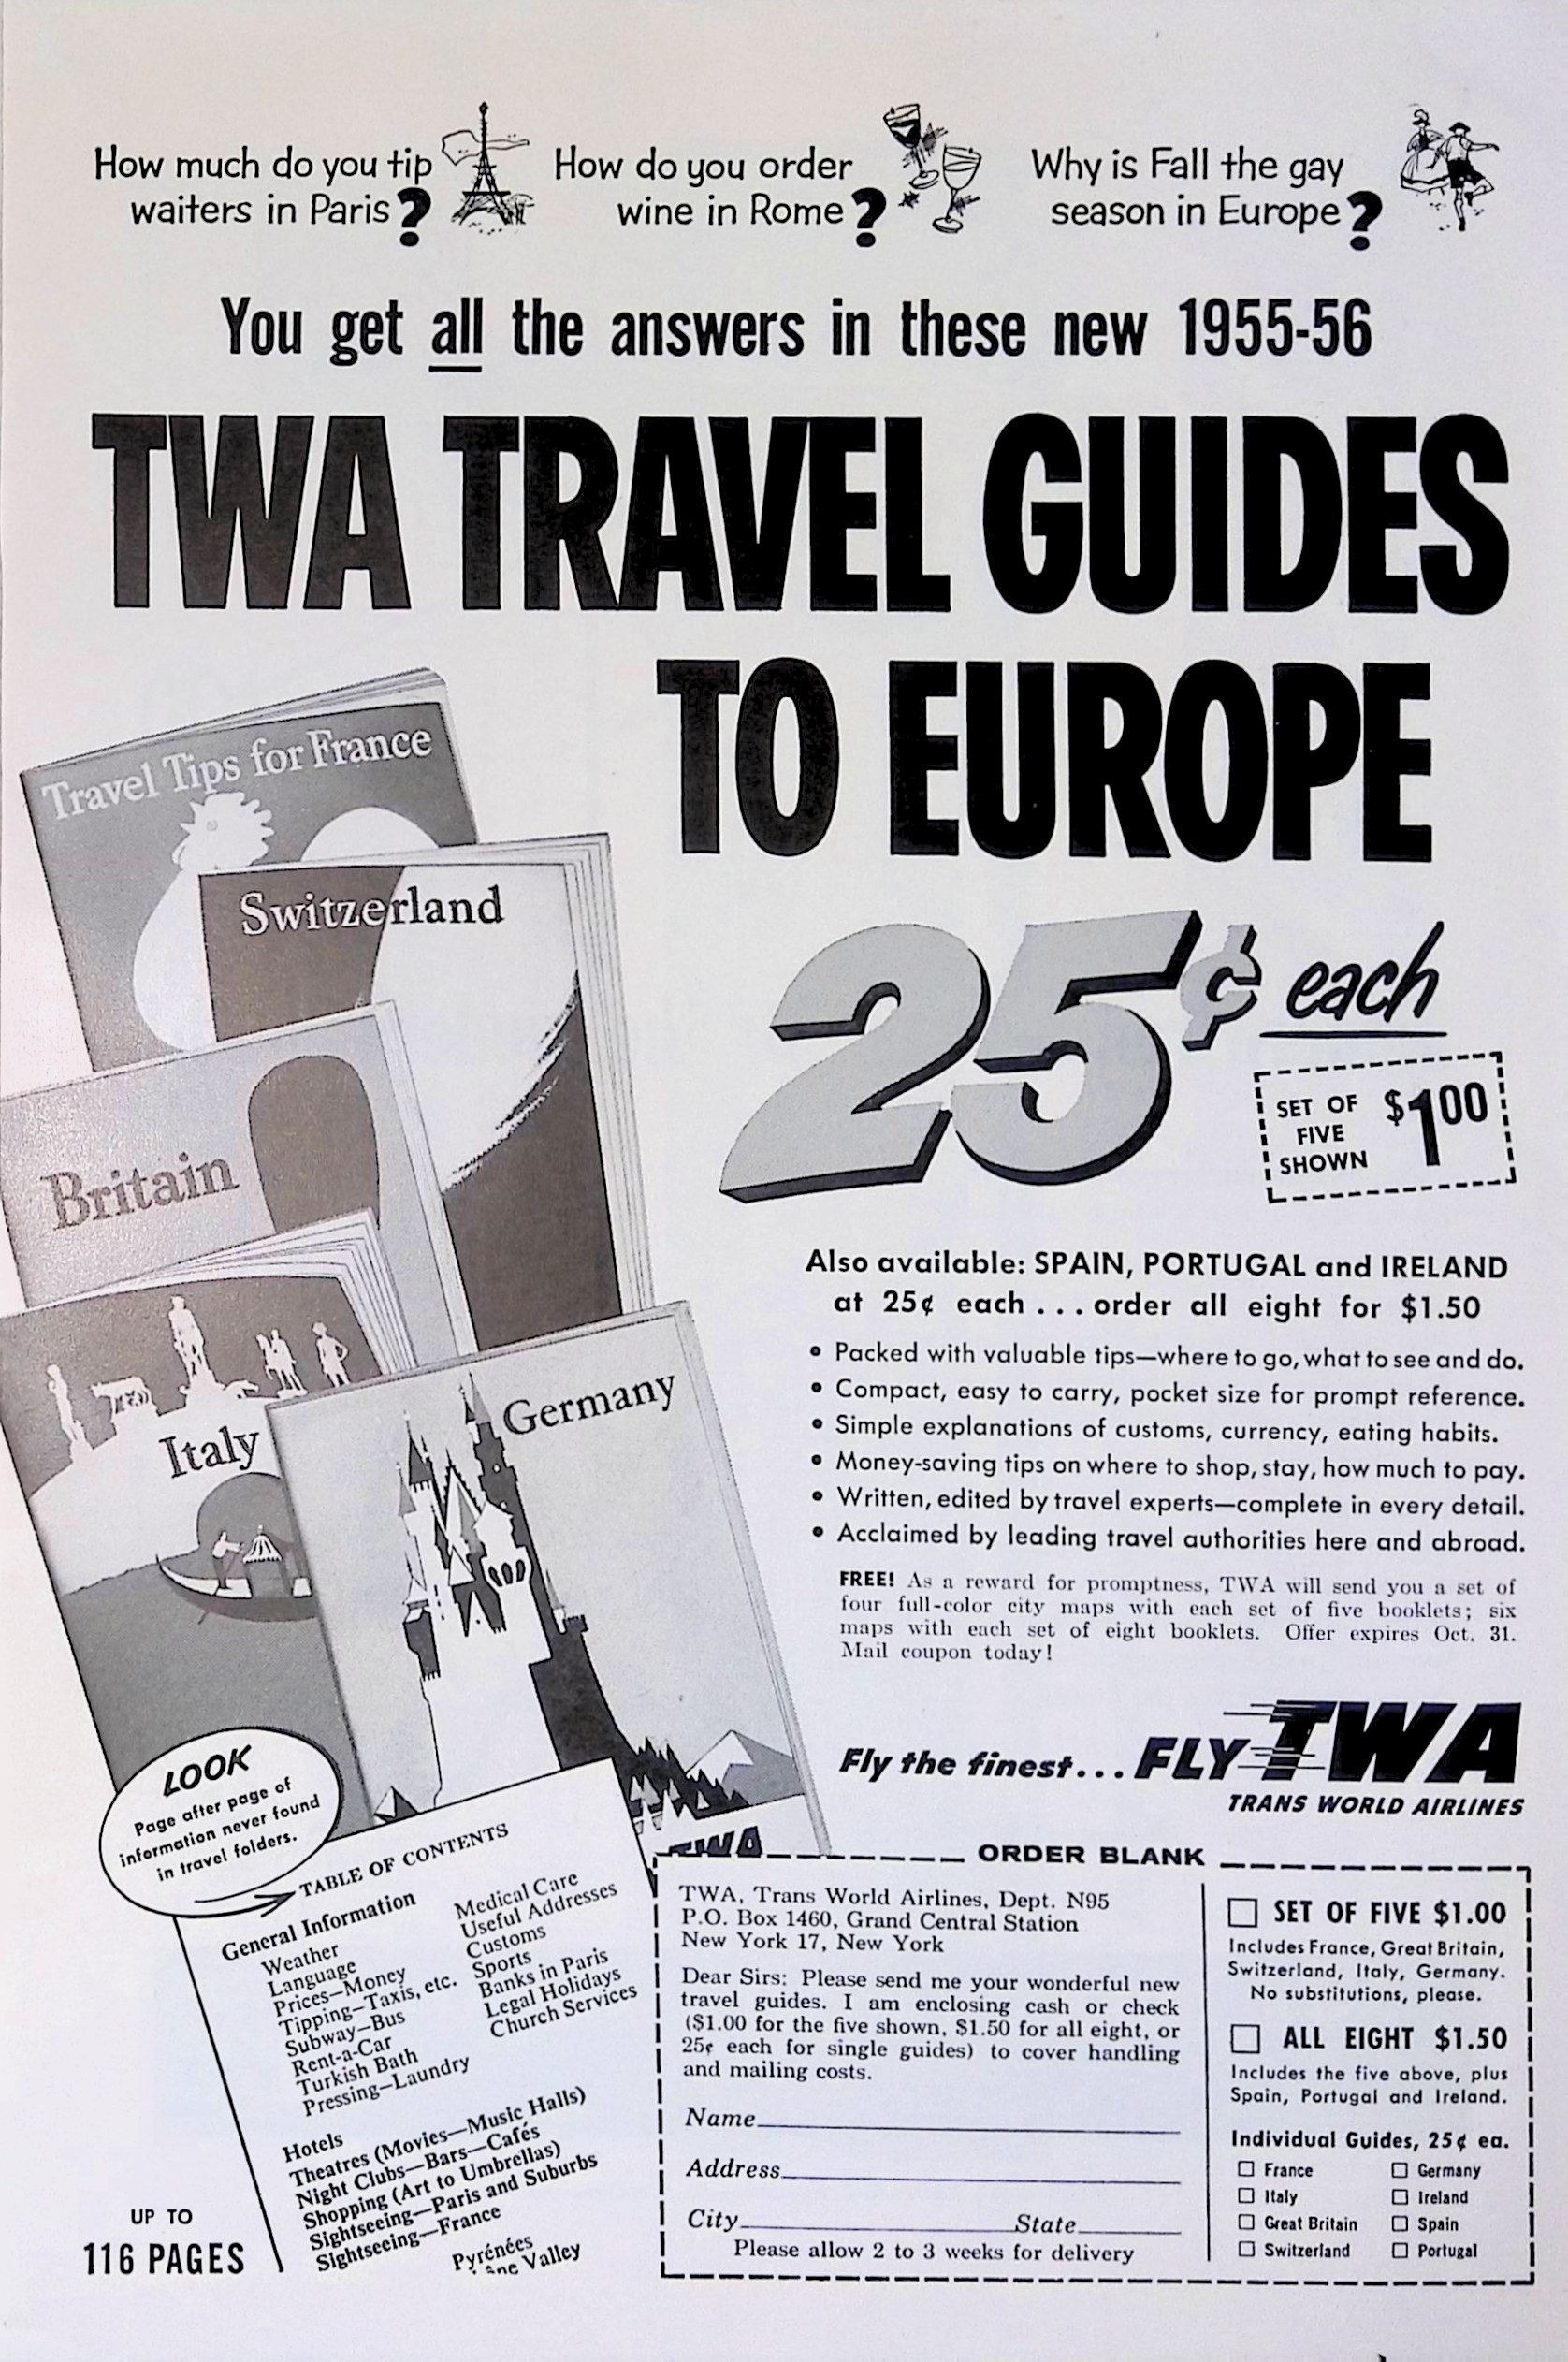 How much do you tip
waiters in Paris?
How do you order
wine in Rome?
Why is Fall the gay
season in Europe?
You get all the answers in these new 1955-56
TWA TRAVEL GUIDES
TO EUROPE
Travel Tips for France
Switzerland
Britain
Italy
Germany
TWA
25¢ each
SET OF
FIVE
SHOWN
$1.00
Also available: SPAIN, PORTUGAL and IRELAND
at 25¢ each . . . order all eight for $1.50
• Packed with valuable tips—where to go, what to see and do.
• Compact, easy to carry, pocket size for prompt reference.
• Simple explanations of customs, currency, eating habits.
• Money-saving tips on where to shop, stay, how much to pay.
• Written, edited by travel experts—complete in every detail.
• Acclaimed by leading travel authorities here and abroad.
FREE! As a reward for promptness, TWA will send you a set of
four full-color city maps with each set of five booklets; six
maps with each set of eight booklets. Offer expires Oct. 31.
Mail coupon today!
Fly the finest... FLY TWA
TRANS WORLD AIRLINES
LOOK
Page after page of
information never found
in travel folders.
TABLE OF CONTENTS
General Information
Weather
Language
Prices—Money
Tipping—Taxis, etc.
Subway—Bus
Rent-a-Car
Turkish Bath
Pressing—Laundry
Medical Care
Useful Addresses
Customs
Sports
Banks in Paris
Legal Holidays
Church Services
Hotels
Theatres (Movies—Music Halls)
Night Clubs—Bars—Cafés
Shopping (Art to Umbrellas)
Sightseeing—Paris and Suburbs
Sightseeing—France
Pyrénées
Valley
UP TO
116 PAGES
ORDER BLANK
TWA, Trans World Airlines, Dept. N95
P.O. Box 1460, Grand Central Station
New York 17, New York
Dear Sirs: Please send me your wonderful new
travel guides. I am enclosing cash or check
($1.00 for the five shown, $1.50 for all eight, or
25¢ each for single guides) to cover handling
and mailing costs.
Name
Address
City State
Please allow 2 to 3 weeks for delivery
SET OF FIVE $1.00
Includes France, Great Britain,
Switzerland, Italy, Germany.
No substitutions, please.
ALL EIGHT $1.50
Includes the five above, plus
Spain, Portugal and Ireland.
Individual Guides, 25¢ ea.
France
Germany
Italy
Ireland
Great Britain
Spain
Switzerland
Portugal